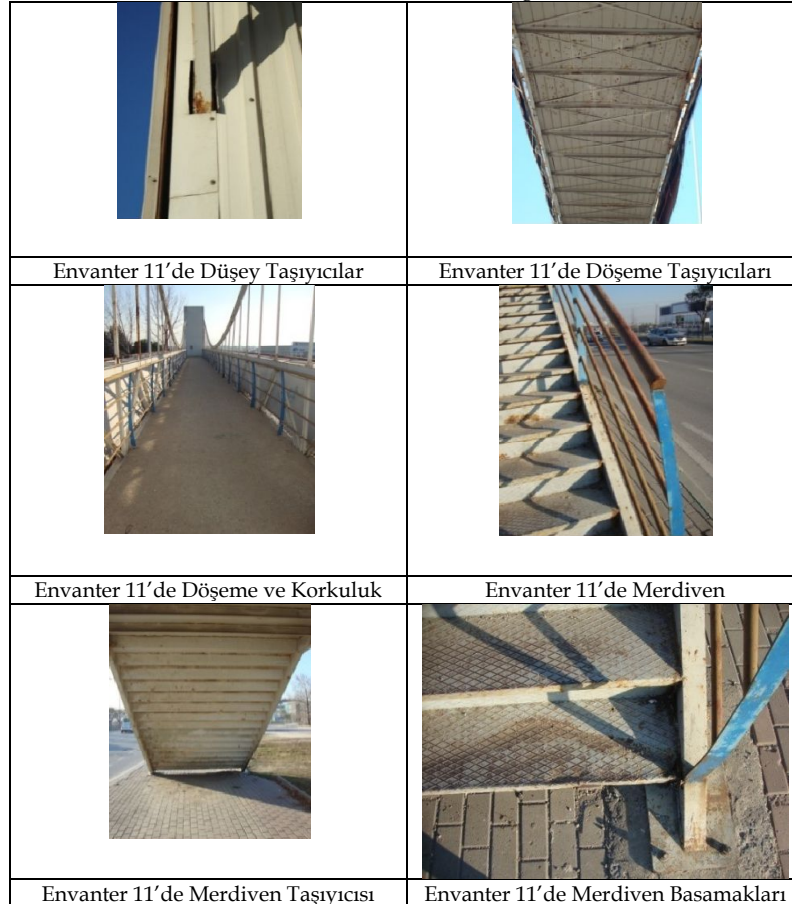 Envanter 11’de Düşey Taşıyıcılar
Envanter 11’de Döşeme Taşıyıcıları
Envanter 11’de Döşeme ve Korkuluk
Envanter 11’de Merdiven
Envanter 11’de Merdiven Taşıyıcısı
Envanter 11’de Merdiven Basamakları